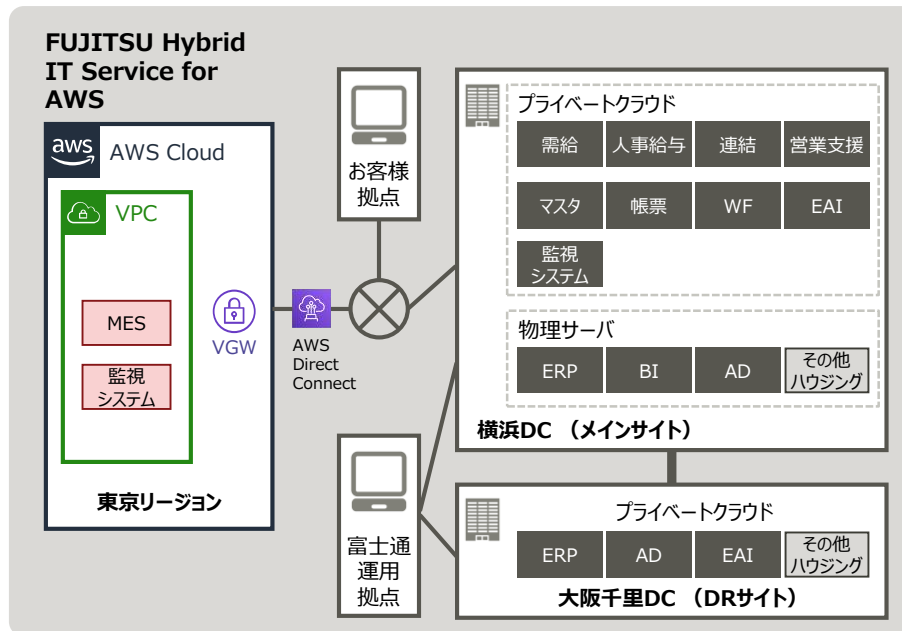 FUJITSU Hybrid
IT Service for
AWS
aws
AWS Cloud
VPC
MES
監視
システム
VGW
東京リージョン
AWS
Direct
Connect
お客様
拠点
富士通
運用
拠点
プライベートクラウド
需給
人事給与
連結
営業支援
マスタ
帳票
WF
EAI
監視
システム
物理サーバ
ERP
BI
AD
その他
ハウジング
横浜DC (メインサイト)
プライベートクラウド
ERP
AD
EAI
その他
ハウジング
大阪千里DC (DRサイト)